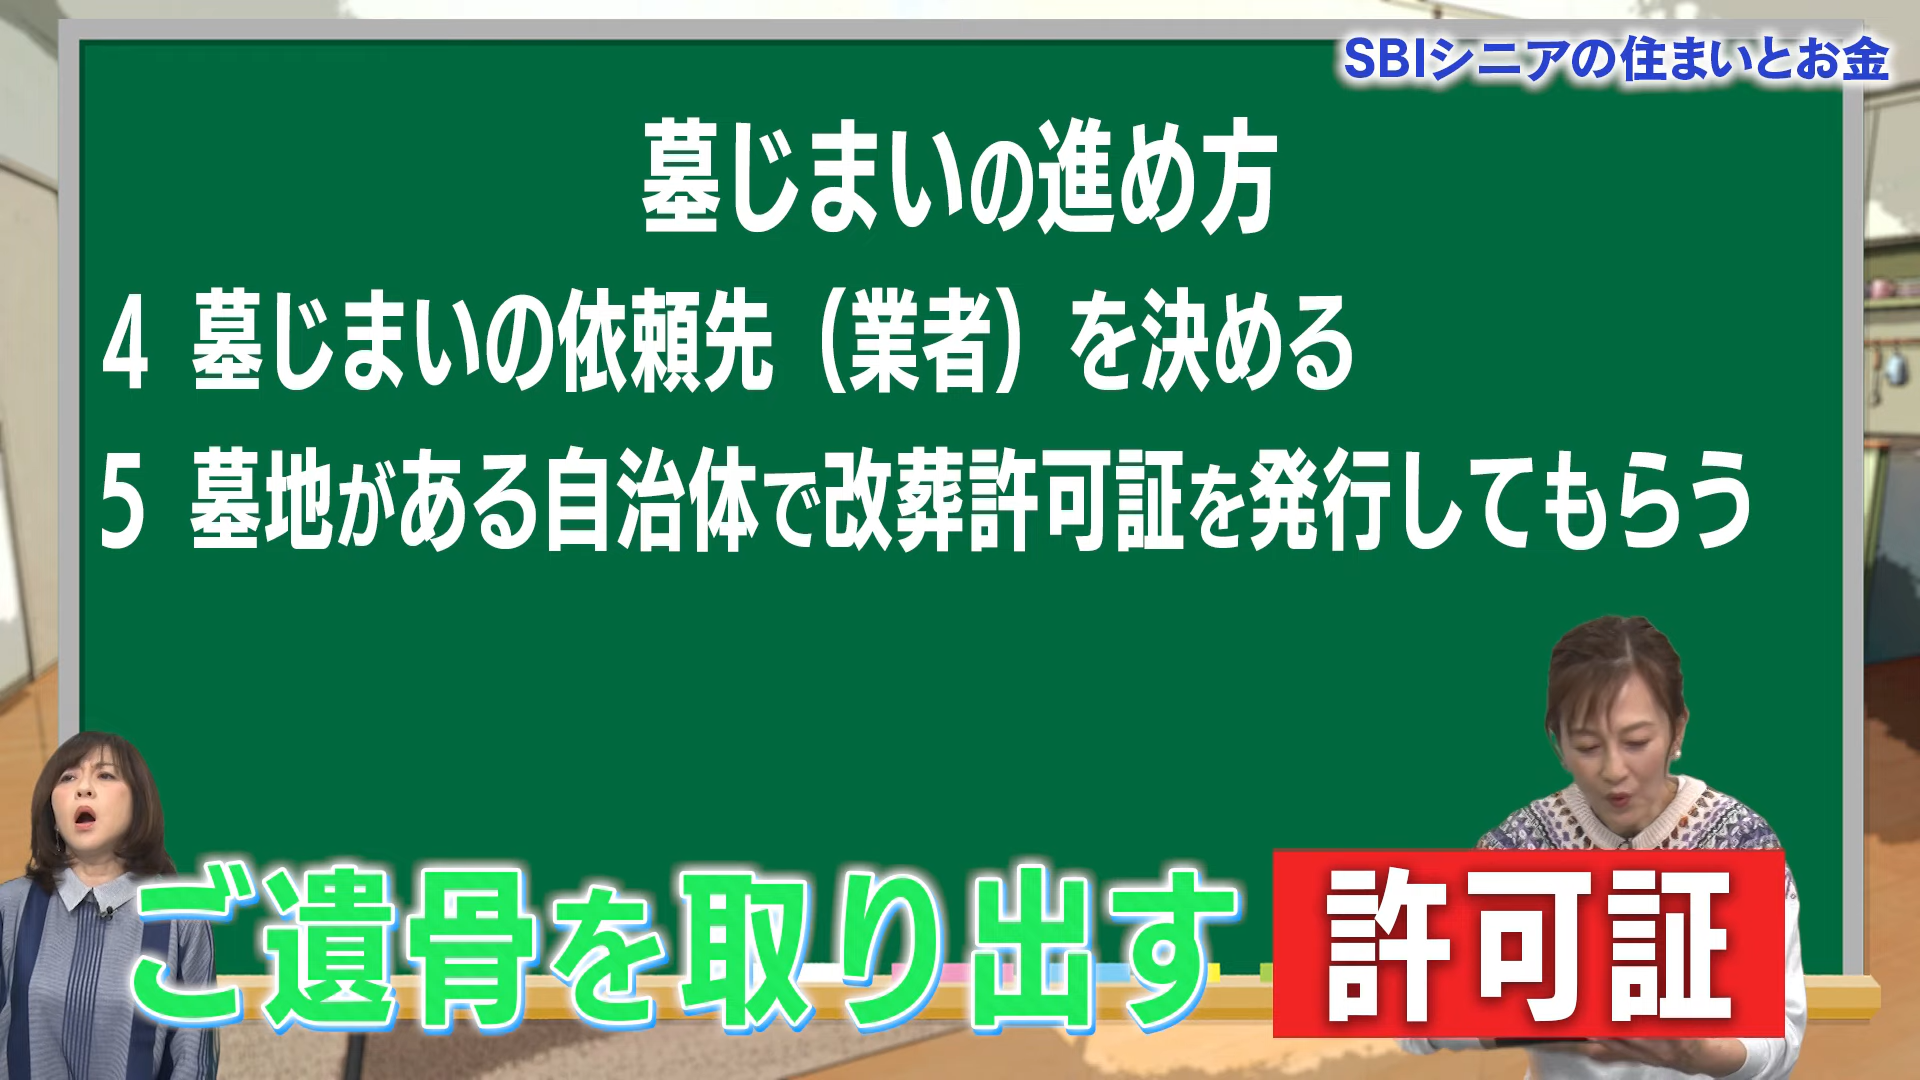 SBIシニアの住まいとお金
墓じまいの進め方
4 墓じまいの依頼先（業者）を決める
5 墓地がある自治体で改葬許可証を発行してもらう
ご遺骨を取り出す 許可証